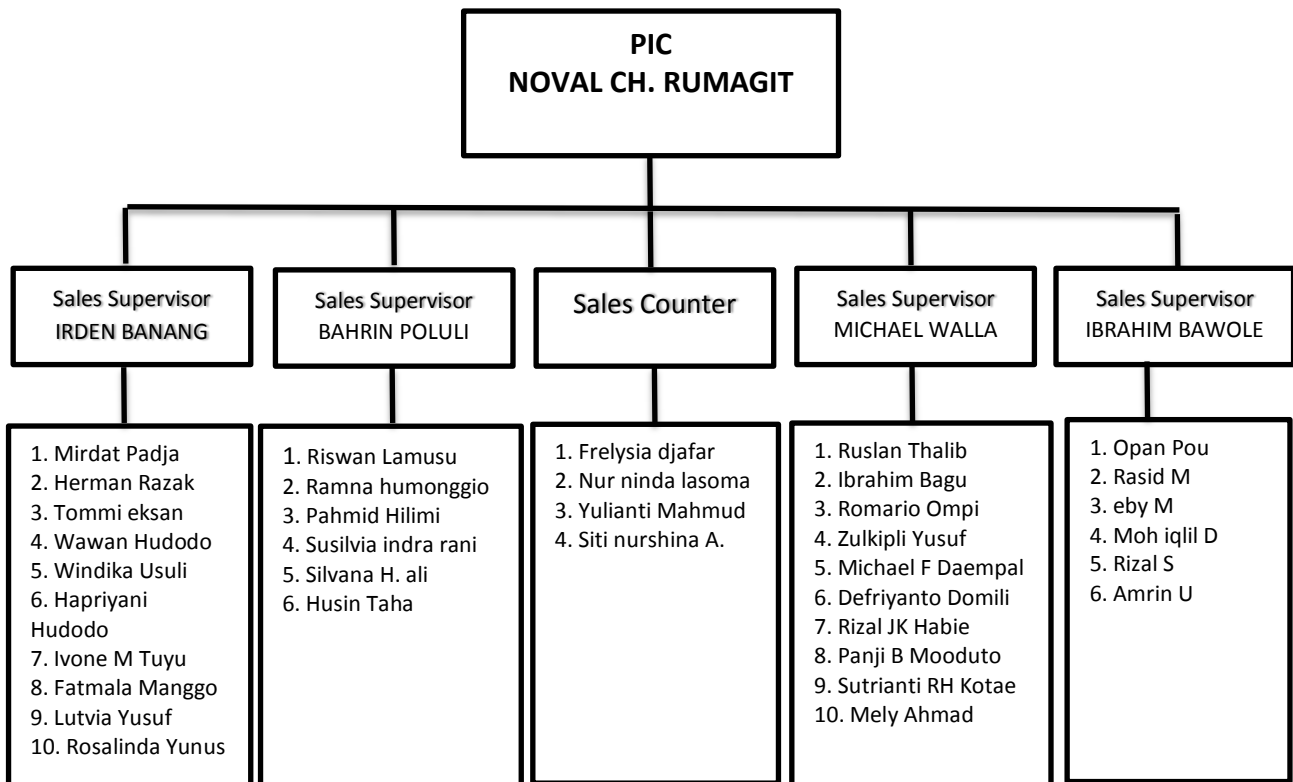 PIC
NOVAL CH. RUMAGIT
Sales Supervisor
IRDEN BANANG
Sales Supervisor
BAHRIN POLULI
Sales Counter
Sales Supervisor
MICHAEL WALLA
Sales Supervisor
IBRAHIM BAWOLE
1. Mirdat Padja
2. Herman Razak
3. Tommi eksan
4. Wawan Hudodo
5. Windika Usuli
6. Hapriyani
Hudodo
7. Ivone M Tuyu
8. Fatmala Manggo
9. Lutvia Yusuf
10. Rosalinda Yunus
1. Riswan Lamusu
2. Ramna humonggio
3. Pahmid Hilimi
4. Susilvia indra rani
5. Silvana H. ali
6. Husin Taha
1. Frelysia djafar
2. Nur ninda lasoma
3. Yulianti Mahmud
4. Siti nurshina A.
1. Ruslan Thalib
2. Ibrahim Bagu
3. Romario Ompi
4. Zulkipli Yusuf
5. Michael F Daempal
6. Defriyanto Domili
7. Rizal JK Habie
8. Panji B Mooduto
9. Sutrianti RH Kotae
10. Mely Ahmad
1. Opan Pou
2. Rasid M
3. eby M
4. Moh iqlil D
5. Rizal S
6. Amrin U